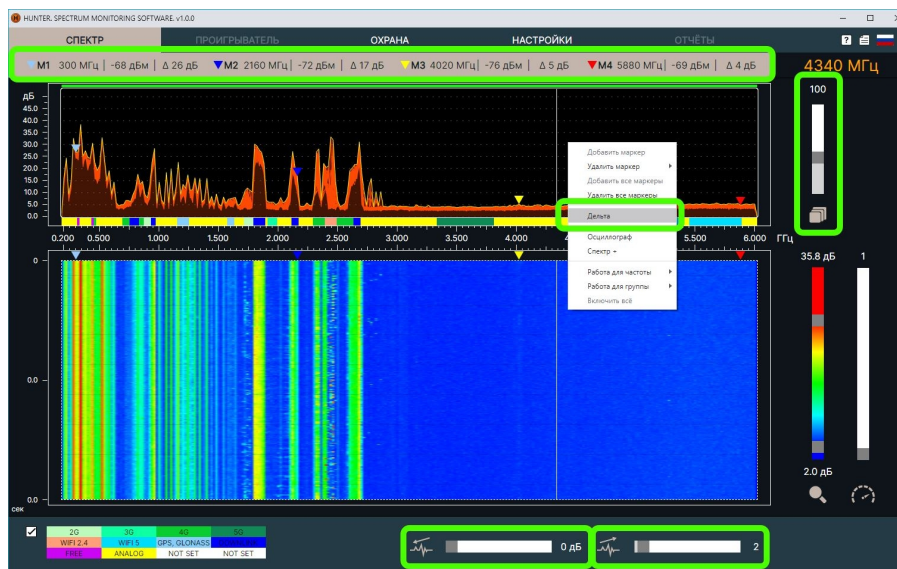 HUNTER. SPECTRUM MONITORING SOFTWARE. v1.0.0
СПЕКТР ПРОИГРЫВАТЕЛЬ ОХРАНА НАСТРОЙКИ ОТЧЁТЫ
M1 300 МГц | -68 дБм | Δ 26 дБ M2 2160 МГц | -72 дБм | Δ 17 дБ M3 4020 МГц | -76 дБм | Δ 5 дБ M4 5880 МГц | -69 дБм | Δ 4 дБ 4340 МГц
100
дБ
45.0
40.0
35.0
30.0
25.0
20.0
15.0
10.0
5.0
0.0
Добавить маркер
Удалить маркер
Добавить все маркеры
Удалить все маркеры
Дельта
Осциллограф
Спектр +
Работа для частоты
Работа для группы
Включить всё
0.200 0.500 1.000 1.500 2.000 2.500 3.000 3.500 4.000 4 5.500 6.000 ГГц
35.8 дБ 1
0
0.0
0.0
сек
2.0 дБ
2G 3G 4G 5G
WIFI 2.4 WIFI 5 GPS, GLONASS
FREE ANALOG NOT SET NOT SET
0 дБ 2